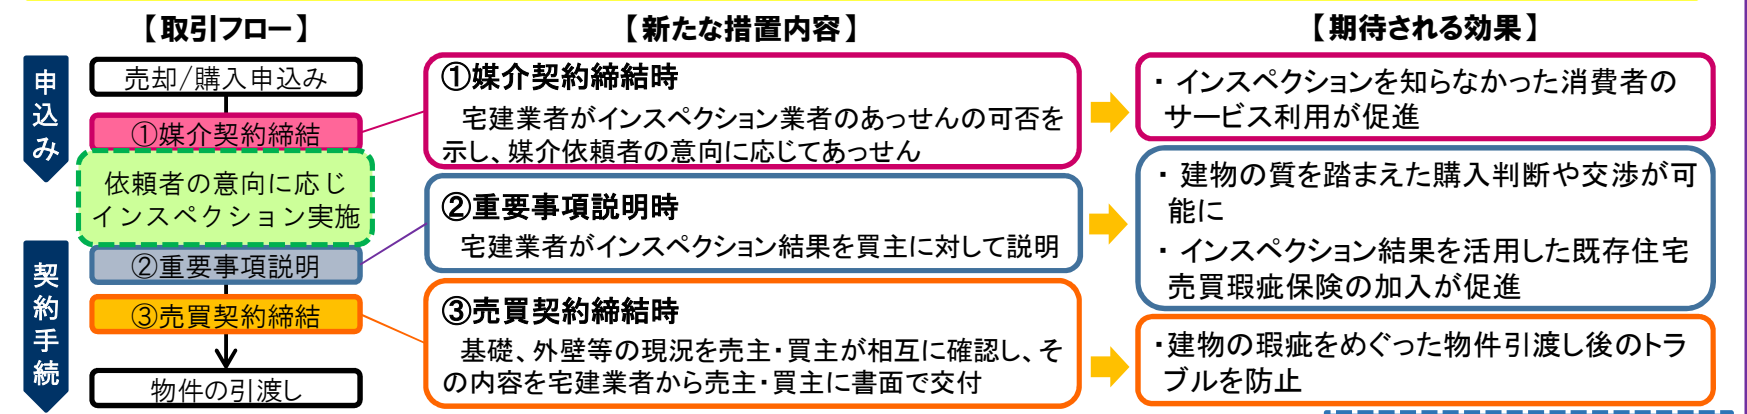 【取引フロー】
【新たな措置内容】
【期待される効果】
申込み
売却/購入申込み
①媒介契約締結
依頼者の意向に応じ
インスペクション実施
契約手続
②重要事項説明
③売買契約締結
物件の引渡し
①媒介契約締結時
宅建業者がインスペクション業者のあっせんの可否を
示し、媒介依頼者の意向に応じてあっせん
②重要事項説明時
宅建業者がインスペクション結果を買主に対して説明
③売買契約締結時
基礎、外壁等の現況を売主・買主が相互に確認し、そ
の内容を宅建業者から売主・買主に書面で交付
・インスペクションを知らなかった消費者の
サービス利用が促進
・建物の質を踏まえた購入判断や交渉が可
能に
・インスペクション結果を活用した既存住宅
売買瑕疵保険の加入が促進
・建物の瑕疵をめぐった物件引渡し後のトラ
ブルを防止